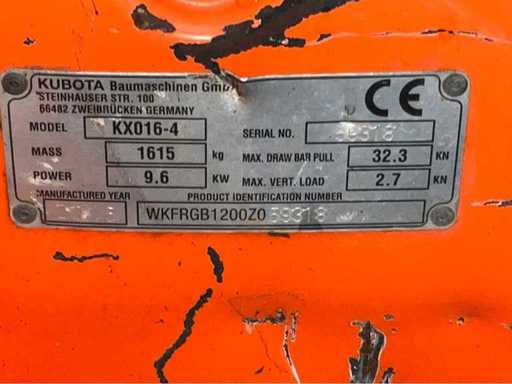 KUBOTA Baumaschinen GmbH
STEINHAUSER STR. 100
66482 ZWEIBRÜCKEN GERMANY
CE
MODEL KX016-4
SERIAL NO. 59318
MASS 1615 kg
MAX. DRAW BAR PULL 32.3 KN
POWER 9.6 KW
MAX. VERT. LOAD 2.7 KN
MANUFACTURED YEAR
PRODUCT IDENTIFICATION NUMBER
WKFRGB1200Z059318